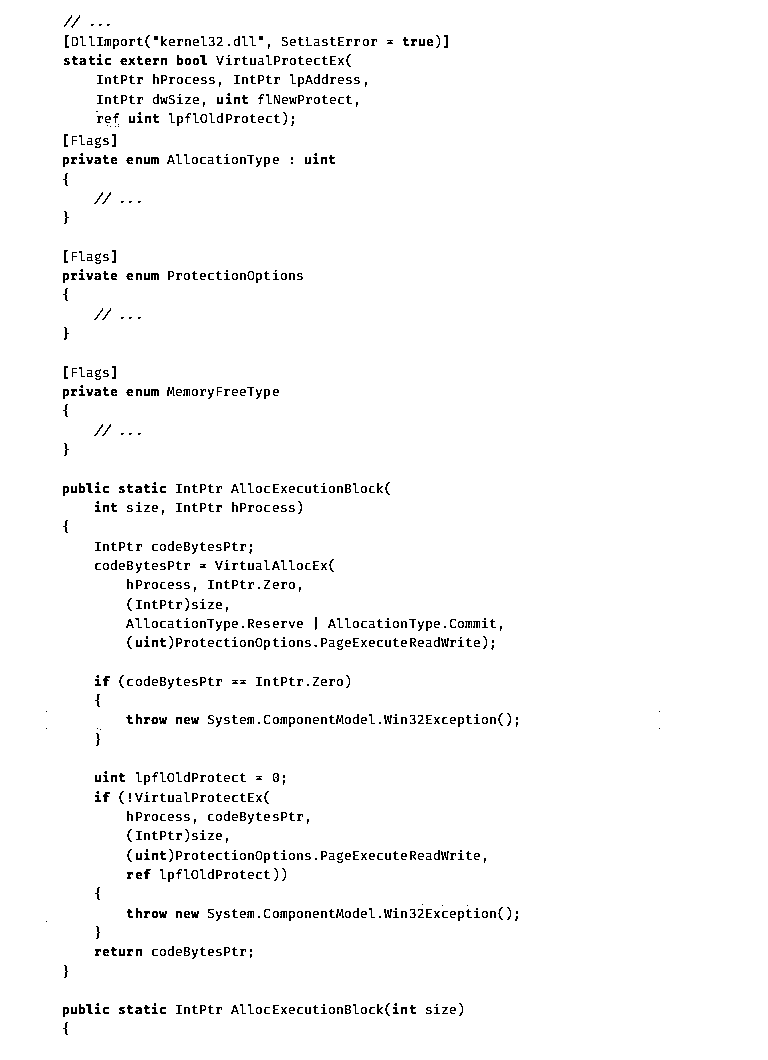 // ...
[DllImport("kernel32.dll", SetLastError = true)]
static extern bool VirtualProtectEx(
    IntPtr hProcess, IntPtr lpAddress,
    IntPtr dwSize, uint flNewProtect,
    ref uint lpflOldProtect);
[Flags]
private enum AllocationType : uint
{
    // ...
}

[Flags]
private enum ProtectionOptions
{
    // ...
}

[Flags]
private enum MemoryFreeType
{
    // ...
}

public static IntPtr AllocExecutionBlock(
    int size, IntPtr hProcess)
{
    IntPtr codeBytesPtr;
    codeBytesPtr = VirtualAllocEx(
        hProcess, IntPtr.Zero,
        (IntPtr)size,
        AllocationType.Reserve | AllocationType.Commit,
        (uint)ProtectionOptions.PageExecuteReadWrite);

    if (codeBytesPtr == IntPtr.Zero)
    {
        throw new System.ComponentModel.Win32Exception();
    }

    uint lpflOldProtect = 0;
    if (!VirtualProtectEx(
        hProcess, codeBytesPtr,
        (IntPtr)size,
        (uint)ProtectionOptions.PageExecuteReadWrite,
        ref lpflOldProtect))
    {
        throw new System.ComponentModel.Win32Exception();
    }
    return codeBytesPtr;
}

public static IntPtr AllocExecutionBlock(int size)
{